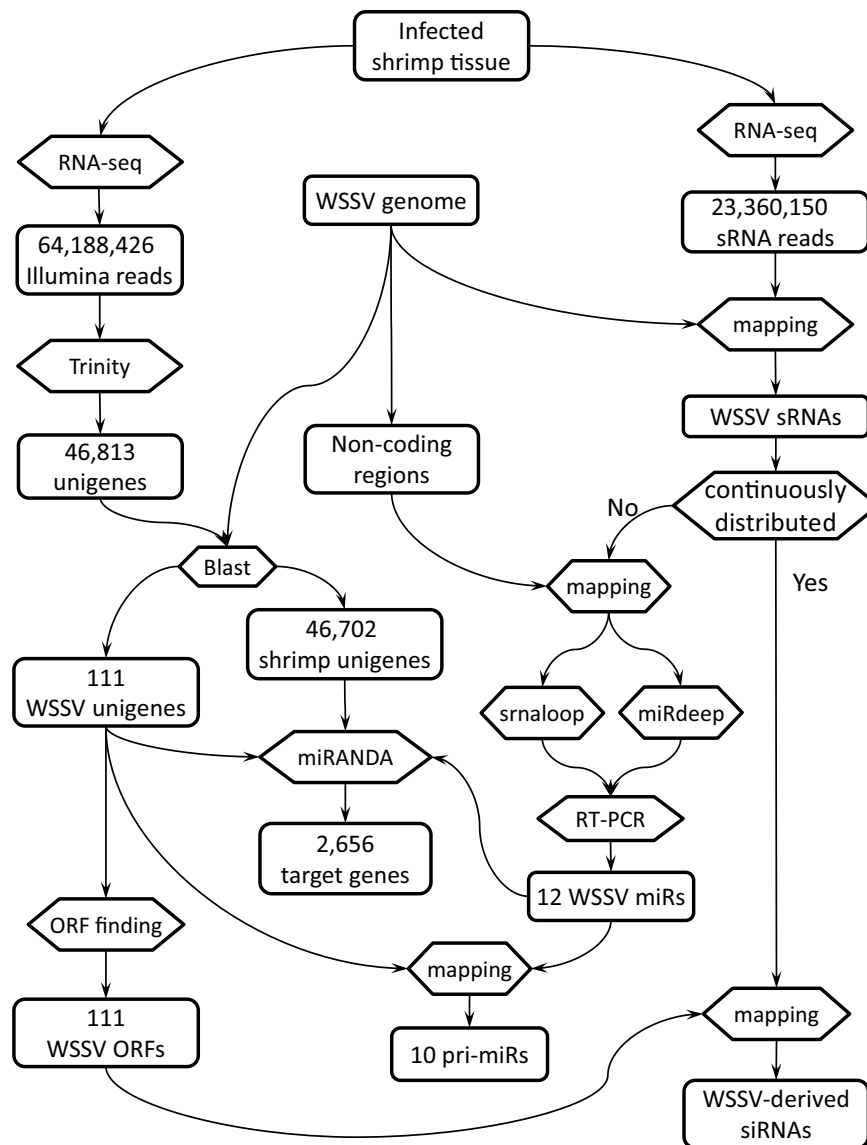 Infected
shrimp tissue
RNA-seq
RNA-seq
WSSV genome
23,360,150
sRNA reads
64,188,426
Illumina reads
mapping
Trinity
WSSV sRNAs
46,813
unigenes
Non-coding
regions
continuously
distributed
No
Yes
Blast
mapping
46,702
shrimp unigenes
111
WSSV unigenes
srnaloop
miRdeep
miRANDA
RT-PCR
2,656
target genes
12 WSSV miRs
ORF finding
mapping
111
WSSV ORFs
mapping
10 pri-miRs
WSSV-derived
siRNAs